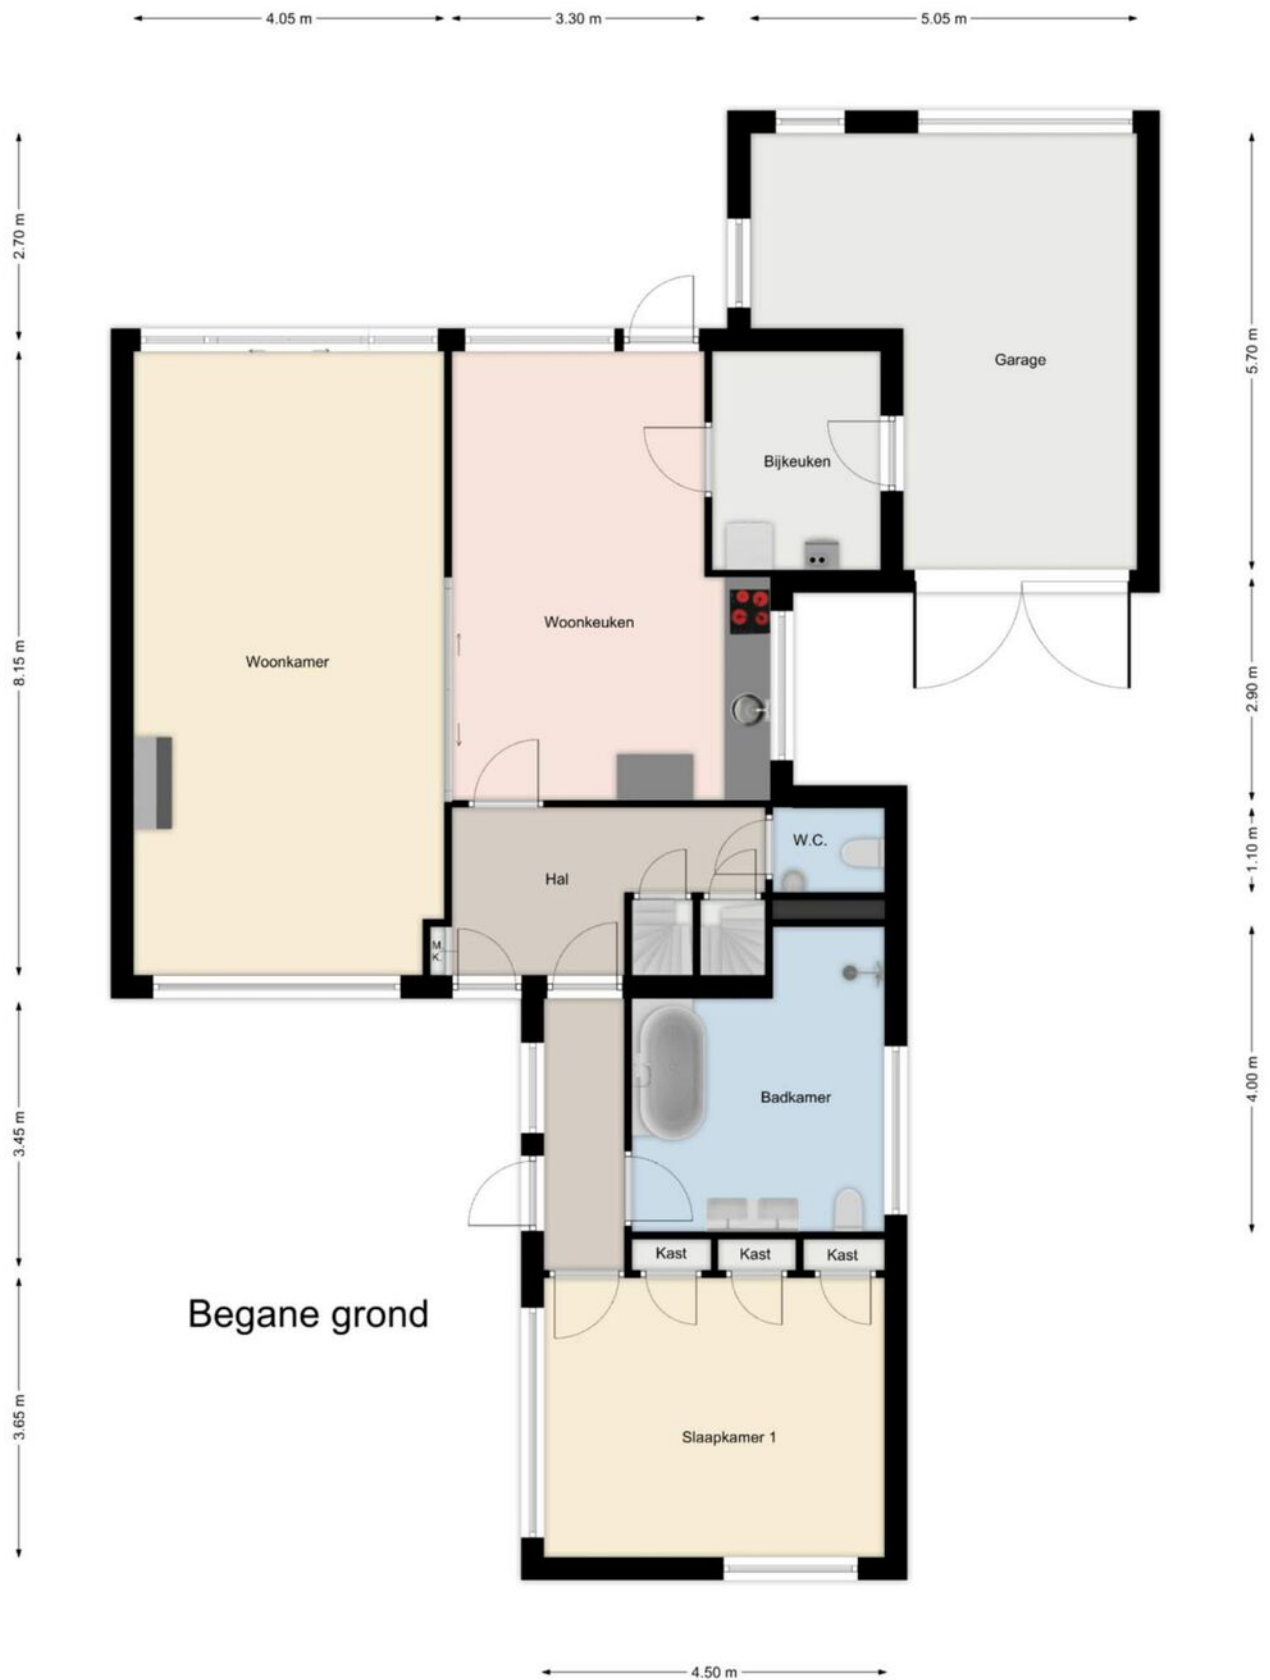 4.05 m
3.30 m
5.05 m
2.70 m
5.70 m
Garage
Bijkeuken
Woonkeuken
Woonkamer
8.15 m
2.90 m
W.C.
1.10 m
Hal
M.
K.
Badkamer
4.00 m
3.45 m
Kast
Kast
Kast
Begane grond
3.65 m
Slaapkamer 1
4.50 m